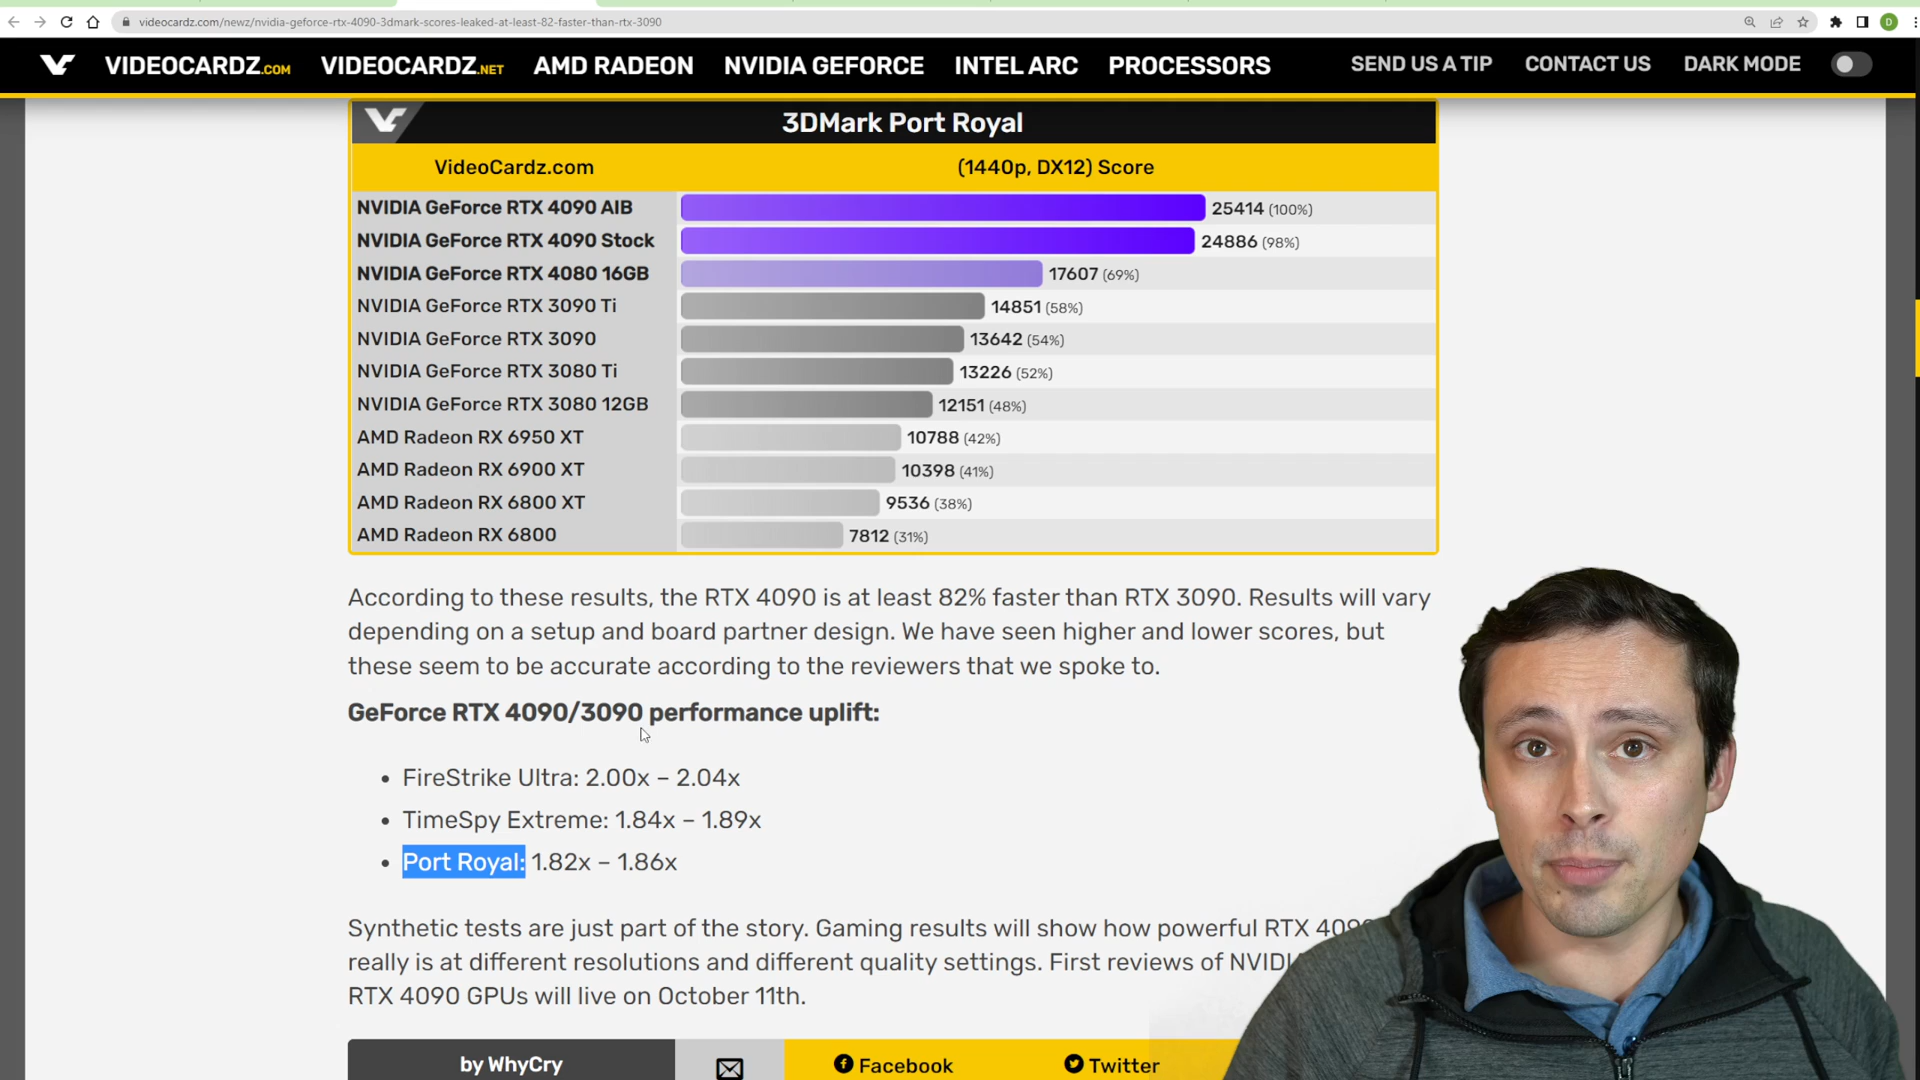 videocardz.com/newz/nvidia-geforce-rtx-4090-3dmark-scores-leaked-at-least-82-faster-than-rtx-3090
D
VIDEOCARDZ.COM VIDEOCARDZ.NET AMD RADEON NVIDIA GEFORCE INTEL ARC PROCESSORS SEND US A TIP CONTACT US DARK MODE
3DMark Port Royal
VideoCardz.com (1440p, DX12) Score
NVIDIA GeForce RTX 4090 AIB 25414 (100%)
NVIDIA GeForce RTX 4090 Stock 24886 (98%)
NVIDIA GeForce RTX 4080 16GB 17607 (69%)
NVIDIA GeForce RTX 3090 Ti 14851 (58%)
NVIDIA GeForce RTX 3090 13642 (54%)
NVIDIA GeForce RTX 3080 Ti 13226 (52%)
NVIDIA GeForce RTX 3080 12GB 12151 (48%)
AMD Radeon RX 6950 XT 10788 (42%)
AMD Radeon RX 6900 XT 10398 (41%)
AMD Radeon RX 6800 XT 9536 (38%)
AMD Radeon RX 6800 7812 (31%)
According to these results, the RTX 4090 is at least 82% faster than RTX 3090. Results will vary
depending on a setup and board partner design. We have seen higher and lower scores, but
these seem to be accurate according to the reviewers that we spoke to.
GeForce RTX 4090/3090 performance uplift:
• FireStrike Ultra: 2.00x – 2.04x
• TimeSpy Extreme: 1.84x – 1.89x
• Port Royal: 1.82x – 1.86x
Synthetic tests are just part of the story. Gaming results will show how powerful RTX 4090
really is at different resolutions and different quality settings. First reviews of
RTX 4090 GPUs will live on October 11th.
by WhyCry Facebook Twitter